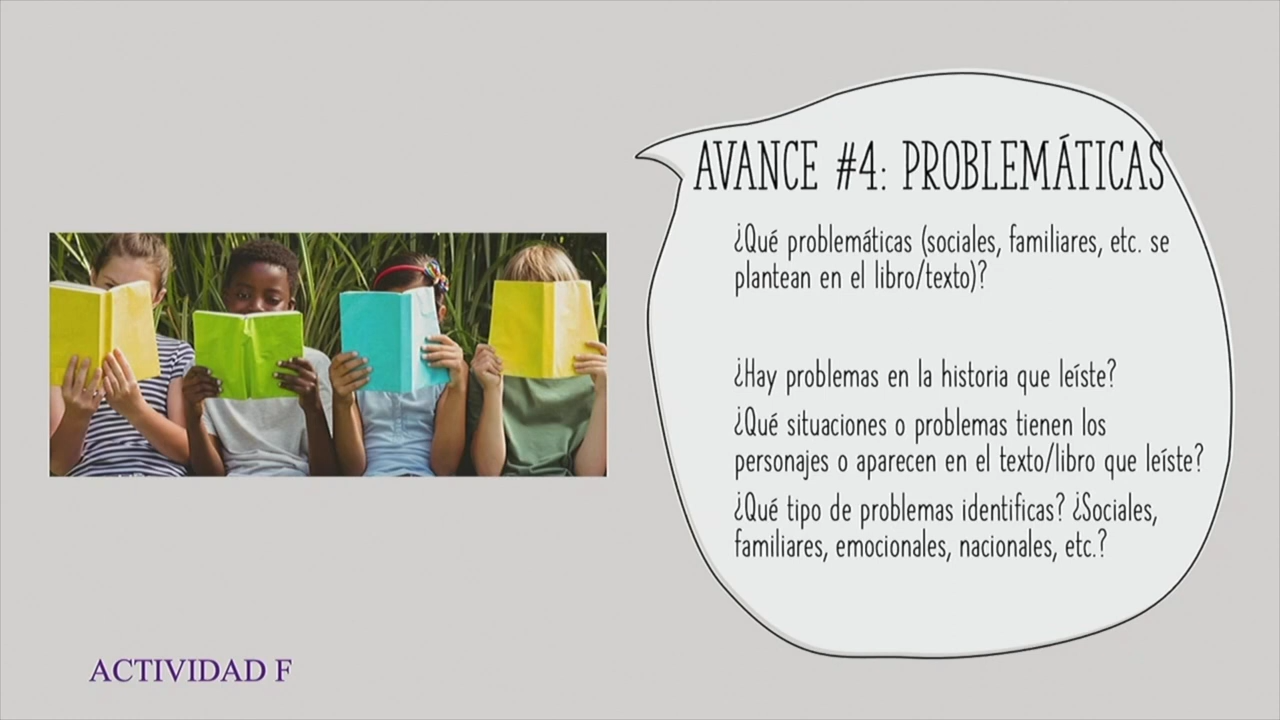 AVANCE #4: PROBLEMÁTICAS
¿Qué problemáticas (sociales, familiares, etc. se
plantean en el libro/texto)?
¿Hay problemas en la historia que leíste?
¿Qué situaciones o problemas tienen los
personajes o aparecen en el texto/libro que leíste?
¿Qué tipo de problemas identificas? ¿Sociales,
familiares, emocionales, nacionales, etc.?
ACTIVIDAD F